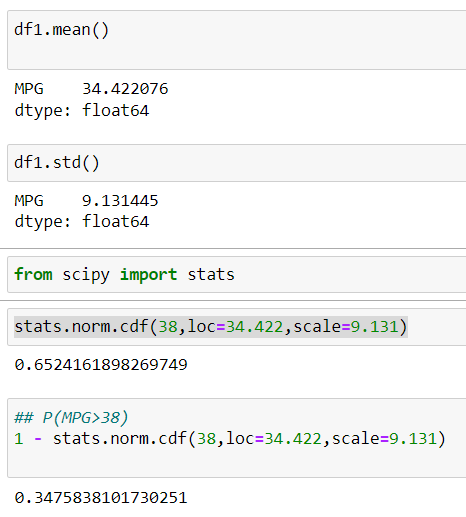 df1.mean()
MPG    34.422076
dtype: float64
df1.std()
MPG    9.131445
dtype: float64
from scipy import stats
stats.norm.cdf(38,loc=34.422,scale=9.131)
0.6524161898269749
## P(MPG>38)
1 - stats.norm.cdf(38,loc=34.422,scale=9.131)
0.3475838101730251